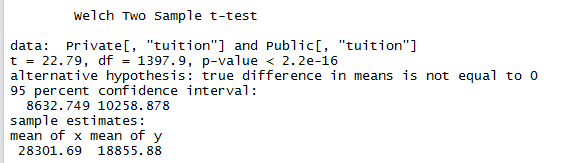 Welch Two Sample t-test
data:  Private[, "tuition"] and Public[, "tuition"]
t = 22.79, df = 1397.9, p-value < 2.2e-16
alternative hypothesis: true difference in means is not equal to 0
95 percent confidence interval:
8632.749 10258.878
sample estimates:
mean of x mean of y
28301.69  18855.88